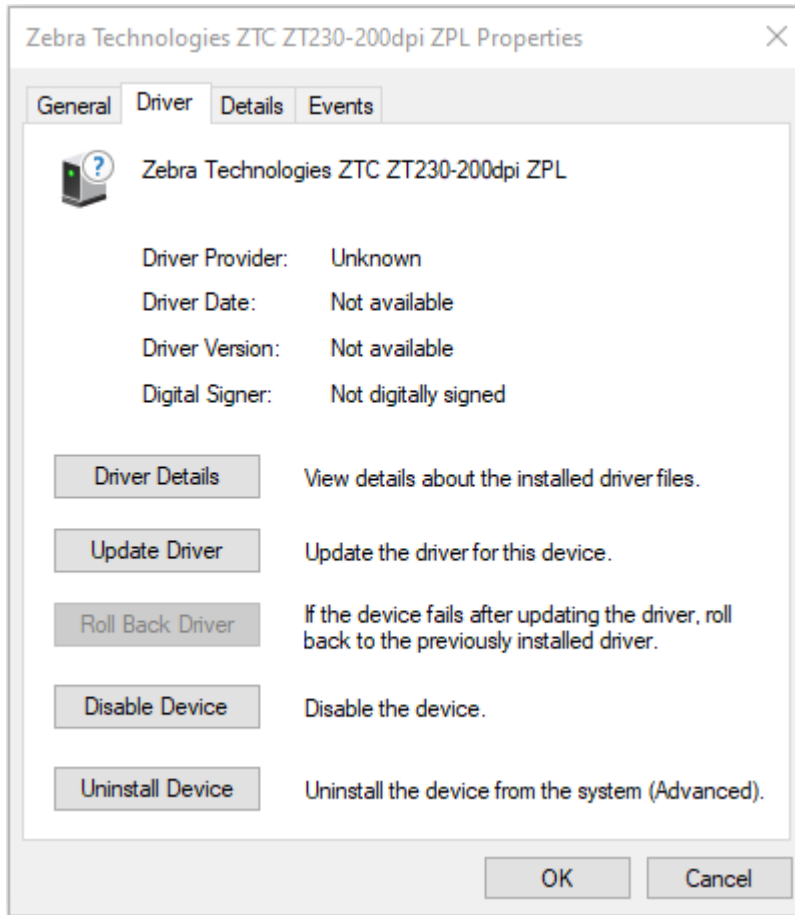 Zebra Technologies ZTC ZT230-200dpi ZPL Properties
General Driver Details Events
?
Zebra Technologies ZTC ZT230-200dpi ZPL
Driver Provider: Unknown
Driver Date: Not available
Driver Version: Not available
Digital Signer: Not digitally signed
Driver Details View details about the installed driver files.
Update Driver Update the driver for this device.
Roll Back Driver If the device fails after updating the driver, roll
back to the previously installed driver.
Disable Device Disable the device.
Uninstall Device Uninstall the device from the system (Advanced).
OK Cancel